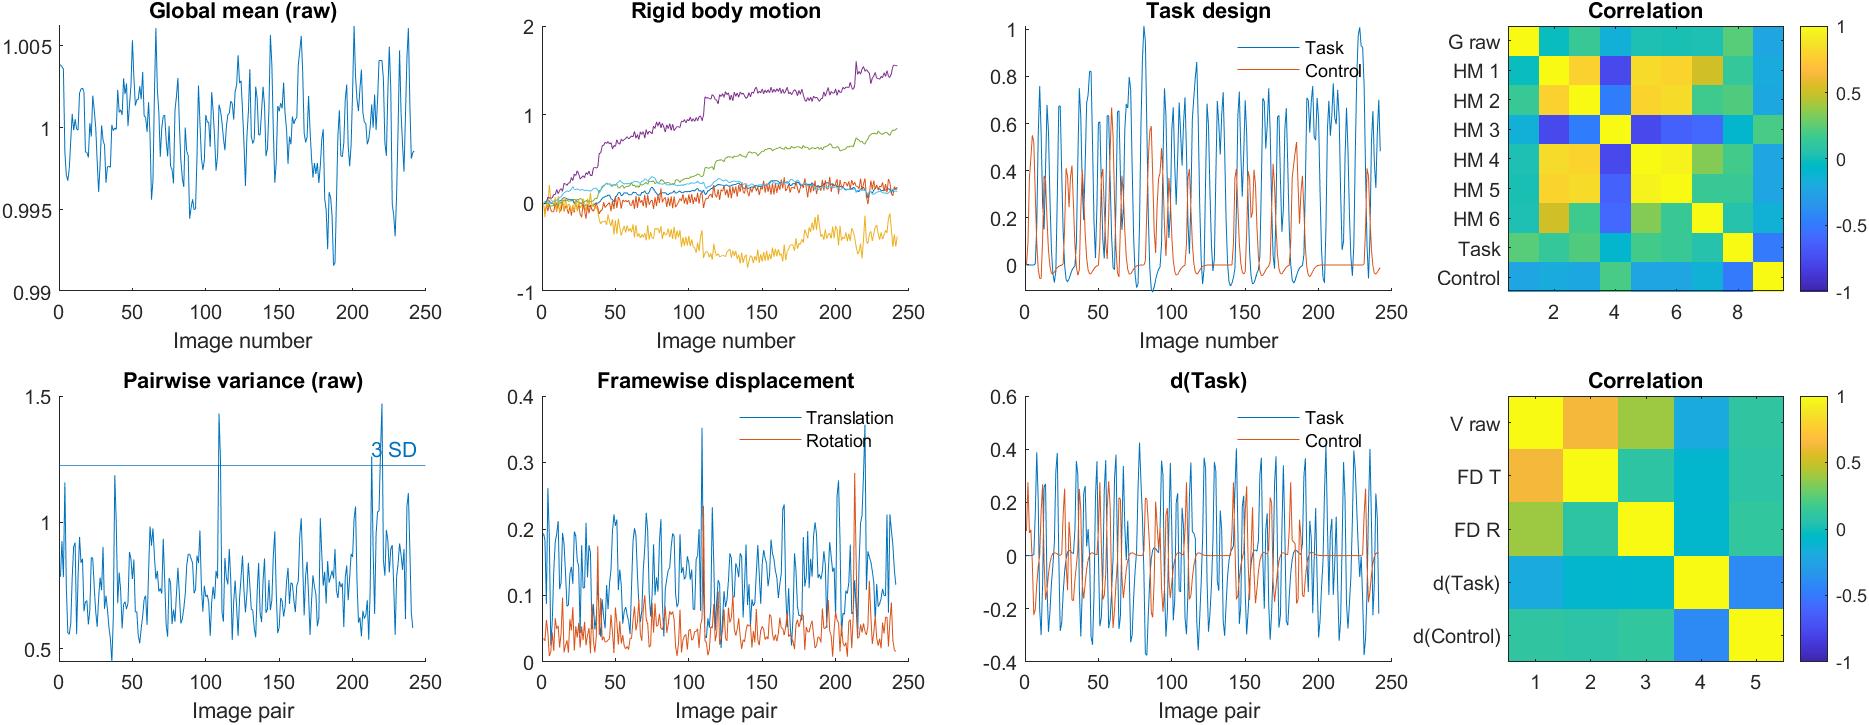 Global mean (raw)
1.005
1
0.995
0.99
0 50 100 150 200 250
Image number
Rigid body motion
2
1
0
-1
0 50 100 150 200 250
Image number
Task design
1
0.8
0.6
0.4
0.2
0
Task
Control
0 50 100 150 200 250
Image number
Correlation
G raw
HM 1
HM 2
HM 3
HM 4
HM 5
HM 6
Task
Control
2 4 6 8
1
0.5
0
-0.5
-1
Pairwise variance (raw)
1.5
1
0.5
3 SD
0 50 100 150 200 250
Image pair
Framewise displacement
0.4
0.3
0.2
0.1
0
Translation
Rotation
0 50 100 150 200 250
Image pair
d(Task)
0.6
0.4
0.2
0
-0.2
-0.4
Task
Control
0 50 100 150 200 250
Image pair
Correlation
V raw
FD T
FD R
d(Task)
d(Control)
1 2 3 4 5
1
0.5
0
-0.5
-1